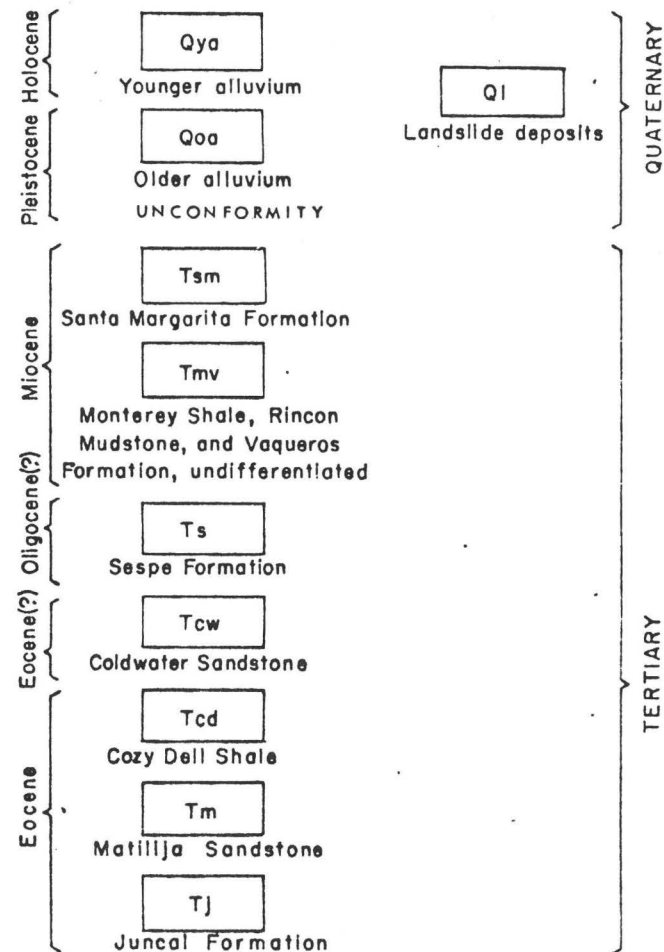 Holocene
Qya
Younger alluvium
Pleistocene
Qoa
Older alluvium
UNCONFORMITY
Ql
Landslide deposits
QUATERNARY
Miocene
Tsm
Santa Margarita Formation
Tmv
Monterey Shale, Rincon
Mudstone, and Vaqueros
Formation, undifferentiated
Oligocene(?)
Ts
Sespe Formation
Eocene(?)
Tcw
Coldwater Sandstone
Eocene
Tcd
Cozy Dell Shale
Tm
Matilija Sandstone
Tj
Juncal Formation
TERTIARY